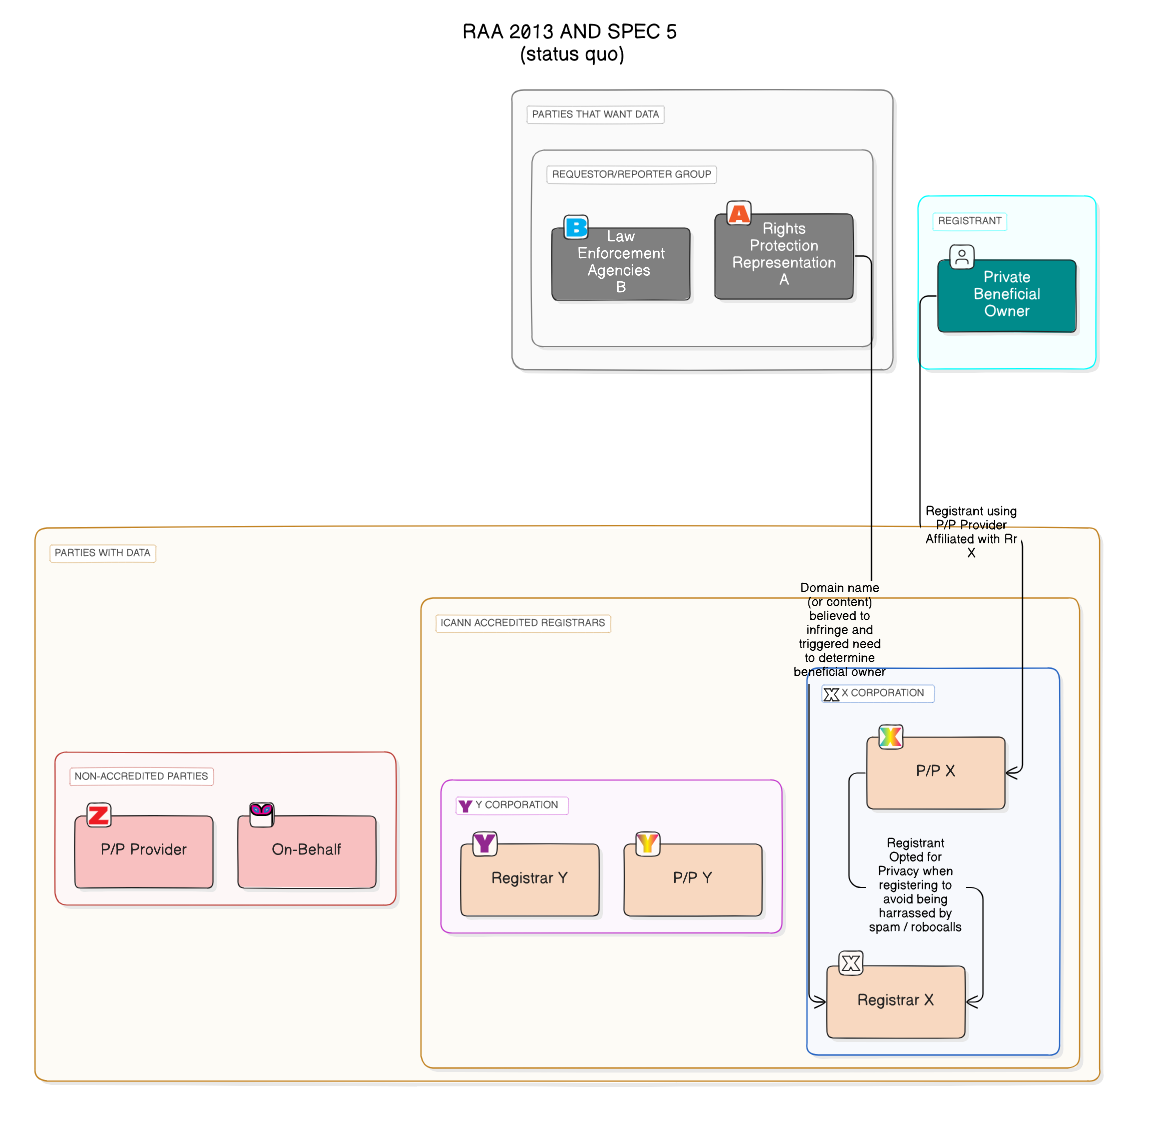 RAA 2013 AND SPEC 5
(status quo)
PARTIES THAT WANT DATA
REQUESTOR/REPORTER GROUP
B
Law
Enforcement
Agencies
B
A
Rights
Protection
Representation
A
REGISTRANT
Private
Beneficial
Owner
Registrant using
P/P Provider
Affiliated with Rr
X
PARTIES WITH DATA
Domain name
(or content)
believed to
infringe and
triggered need
to determine
beneficial owner
ICANN ACCREDITED REGISTRARS
X X CORPORATION
X
P/P X
Registrant
Opted for
Privacy when
registering to
avoid being
harrassed by
spam / robocalls
X
Registrar X
NON-ACCREDITED PARTIES
Z
P/P Provider
On-Behalf
Y Y CORPORATION
Y
Registrar Y
Y
P/P Y